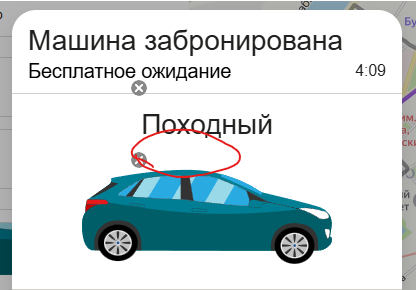 Машина забронирована
Бесплатное ожидание
4:09
Походный